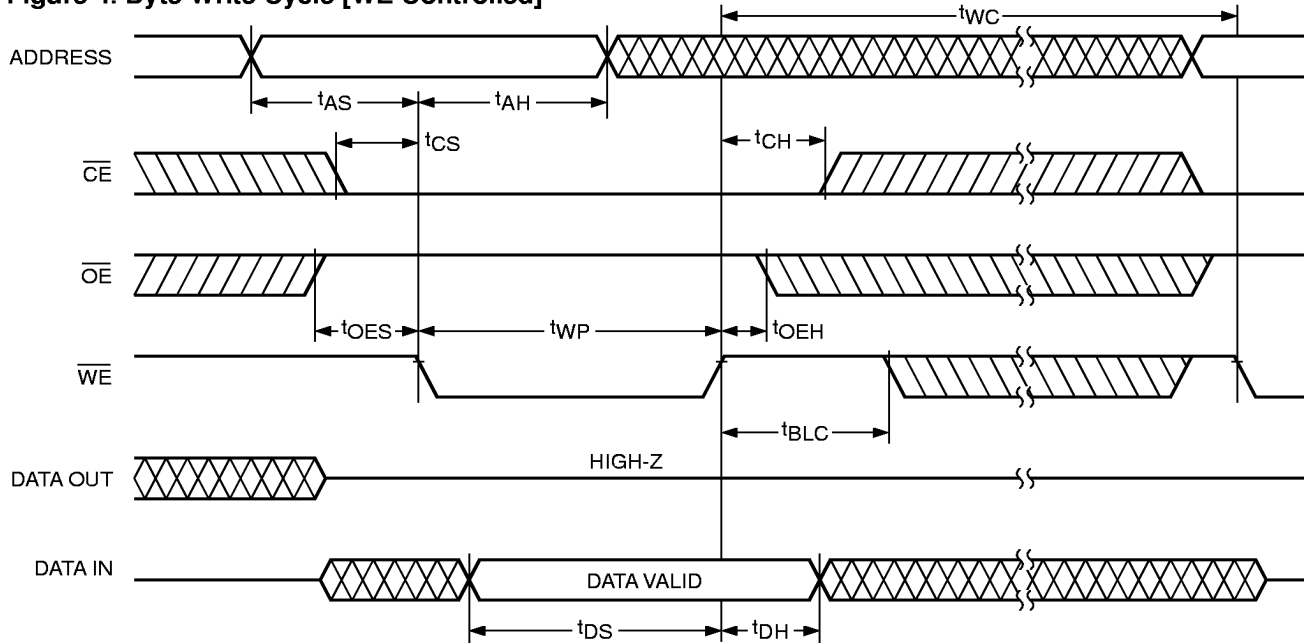 Figure 4. Byte Write Cycle [WE Controlled]
tWC
ADDRESS
tAS
tAH
tCS
tCH
CE
OE
tOES
tWP
tOEH
WE
tBLC
HIGH-Z
DATA OUT
DATA IN
DATA VALID
tDS
tDH